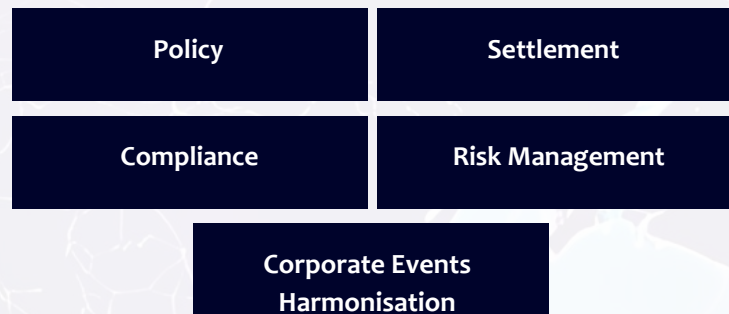 Policy
Settlement
Compliance
Risk Management
Corporate Events
Harmonisation